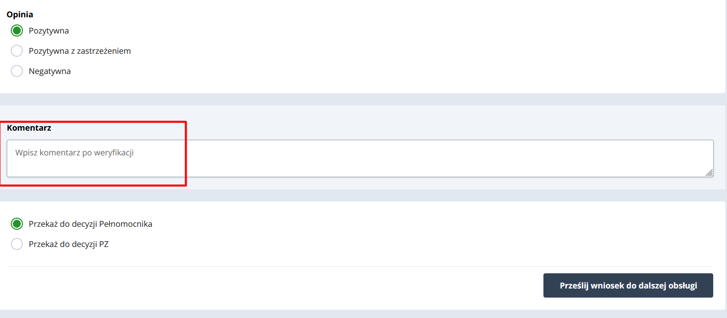 Opinia
Pozytywna
Pozytywna z zastrzeżeniem
Negatywna
Komentarz
Wpisz komentarz po weryfikacji
Przekaż do decyzji Pełnomocnika
Przekaż do decyzji PZ
Prześlij wniosek do dalszej obsługi